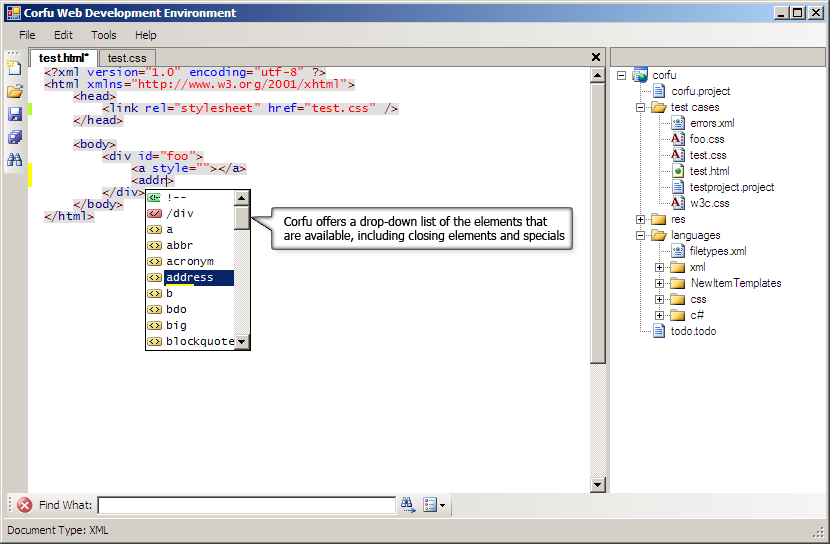 Corfu Web Development Environment
File Edit Tools Help
test.html* test.css
<?xml version="1.0" encoding="utf-8" ?>
<html xmlns="http://www.w3.org/2001/xhtml">
<head>
<link rel="stylesheet" href="test.css" />
</head>
<body>
<div id="foo">
<a style=""></a>
<addr>
</div>
</body>
</html>
!--
/div
a
abbr
acronym
address
b
bdo
big
blockquote
Corfu offers a drop-down list of the elements that
are available, including closing elements and specials
corfu
corfu.project
test cases
errors.xml
foo.css
test.css
test.html
testproject.project
w3c.css
res
languages
filetypes.xml
xml
NewItemTemplates
css
c#
todo.todo
Find What:
Document Type: XML